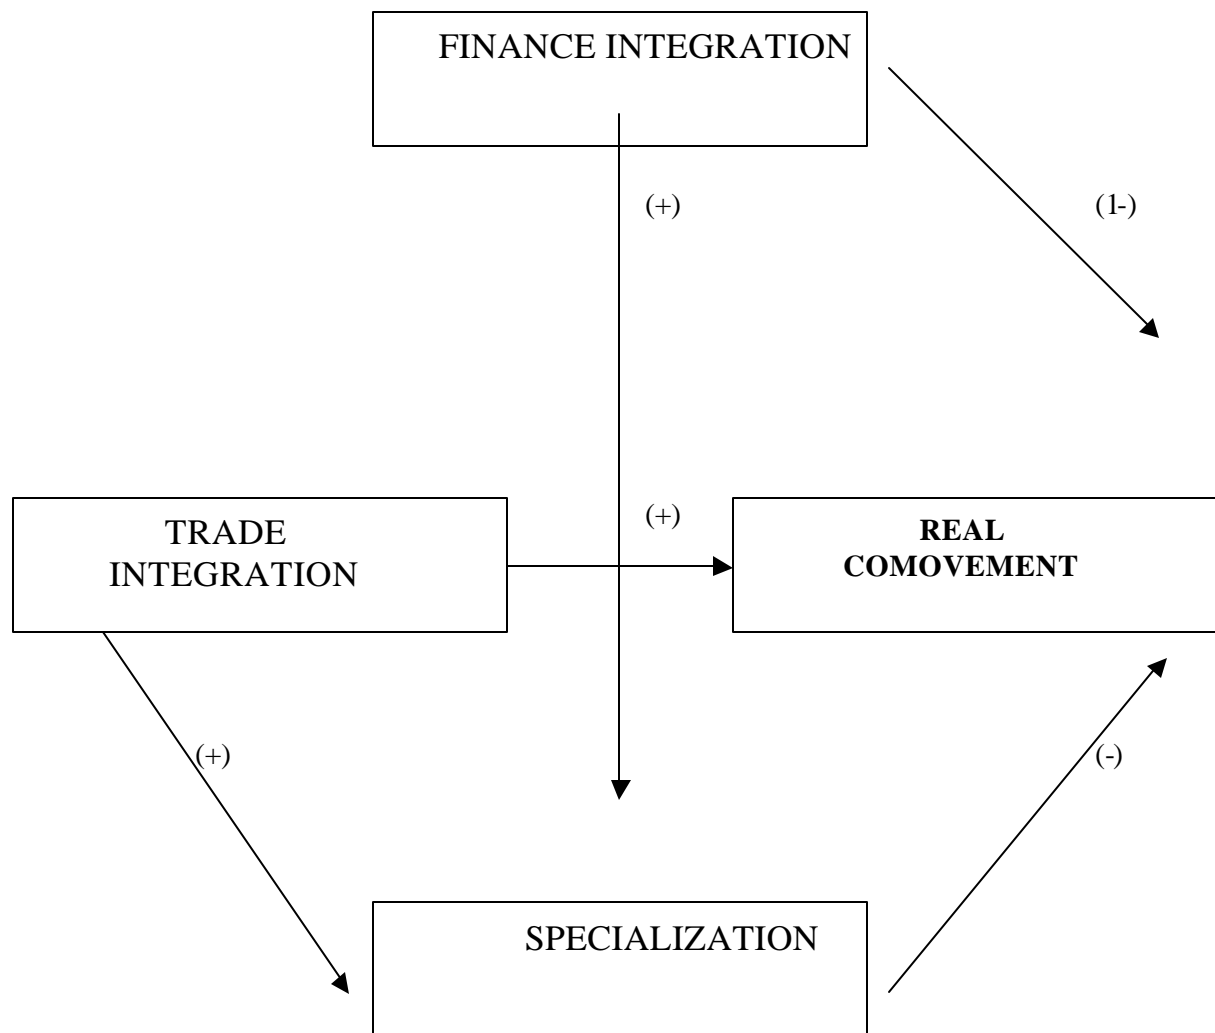 FINANCE INTEGRATION
(+)
(1-)
(+)
TRADE
INTEGRATION
REAL
COMOVEMENT
(+)
(-)
SPECIALIZATION